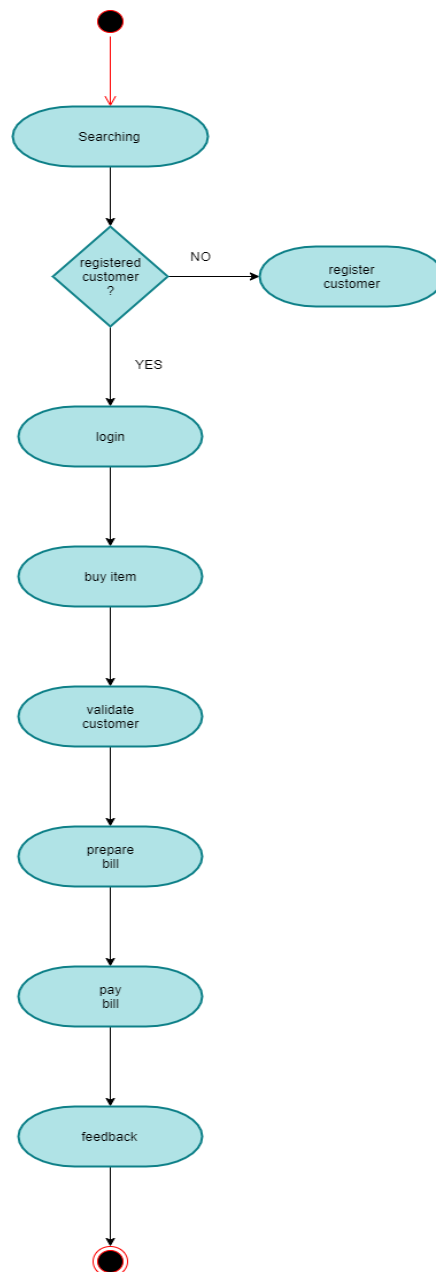 Searching
registered
customer
?
NO
register
customer
YES
login
buy item
validate
customer
prepare
bill
pay
bill
feedback